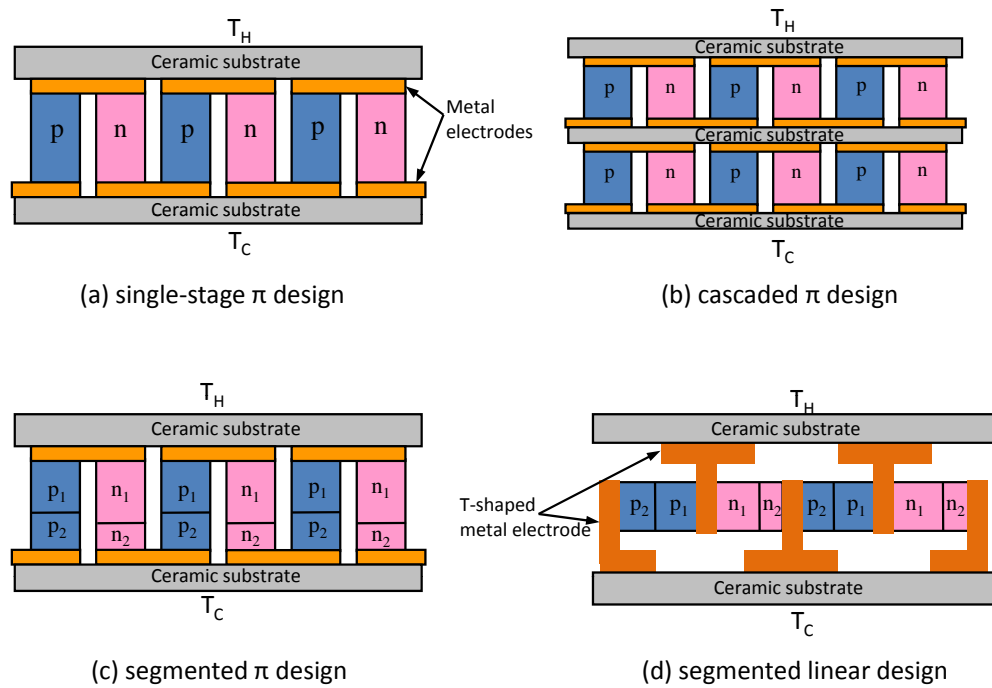 T_H
Ceramic substrate
p n p n p n
Metal electrodes
Ceramic substrate
T_C
(a) single-stage π design
T_H
Ceramic substrate
p n p n p n
Ceramic substrate
p n p n p n
Ceramic substrate
T_C
(b) cascaded π design
T_H
Ceramic substrate
p₁ n₁ p₁ n₁ p₁ n₁
p₂ n₂ p₂ n₂ p₂ n₂
Ceramic substrate
T_C
(c) segmented π design
T_H
Ceramic substrate
T-shaped
metal electrode
p₂ p₁ n₁ n₂ p₂ p₁ n₁ n₂
Ceramic substrate
T_C
(d) segmented linear design